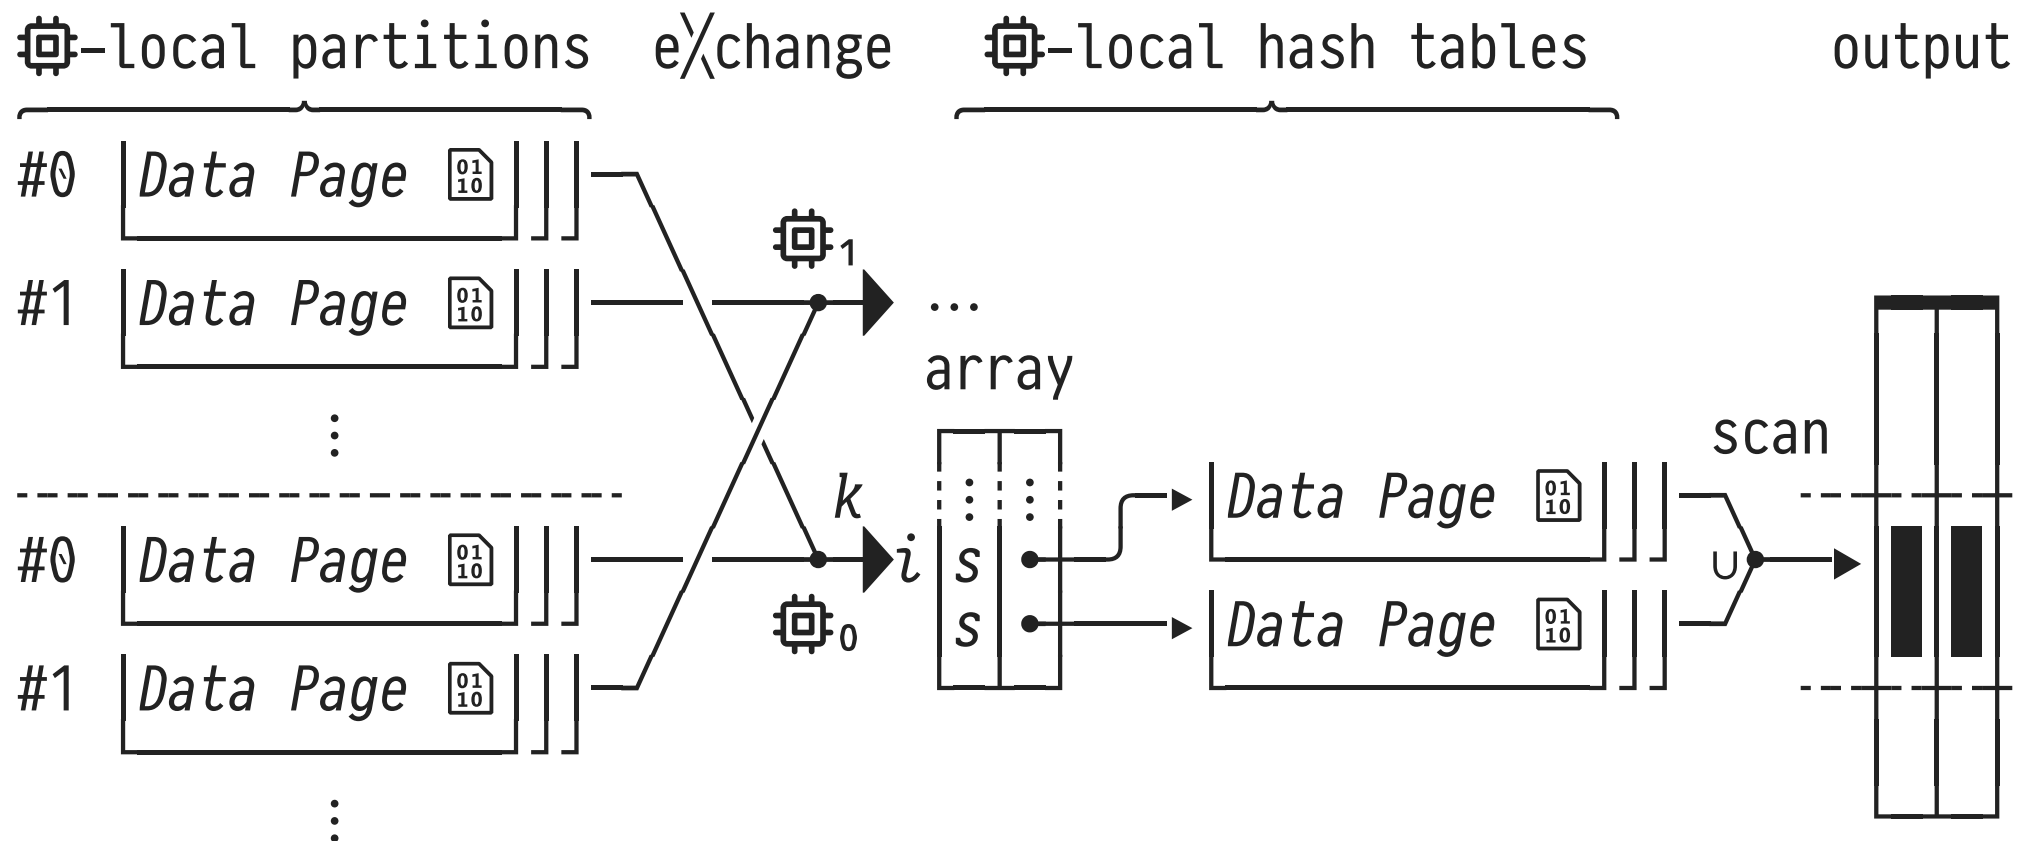 -local partitions eXchange -local hash tables output
#0 Data Page 01 10
1
#1 Data Page 01 10 ...
array
⋮ scan
k ⋮ ⋮ Data Page 01 10
#0 Data Page 01 10 i s ∪
0 s Data Page 01 10
#1 Data Page 01 10
⋮